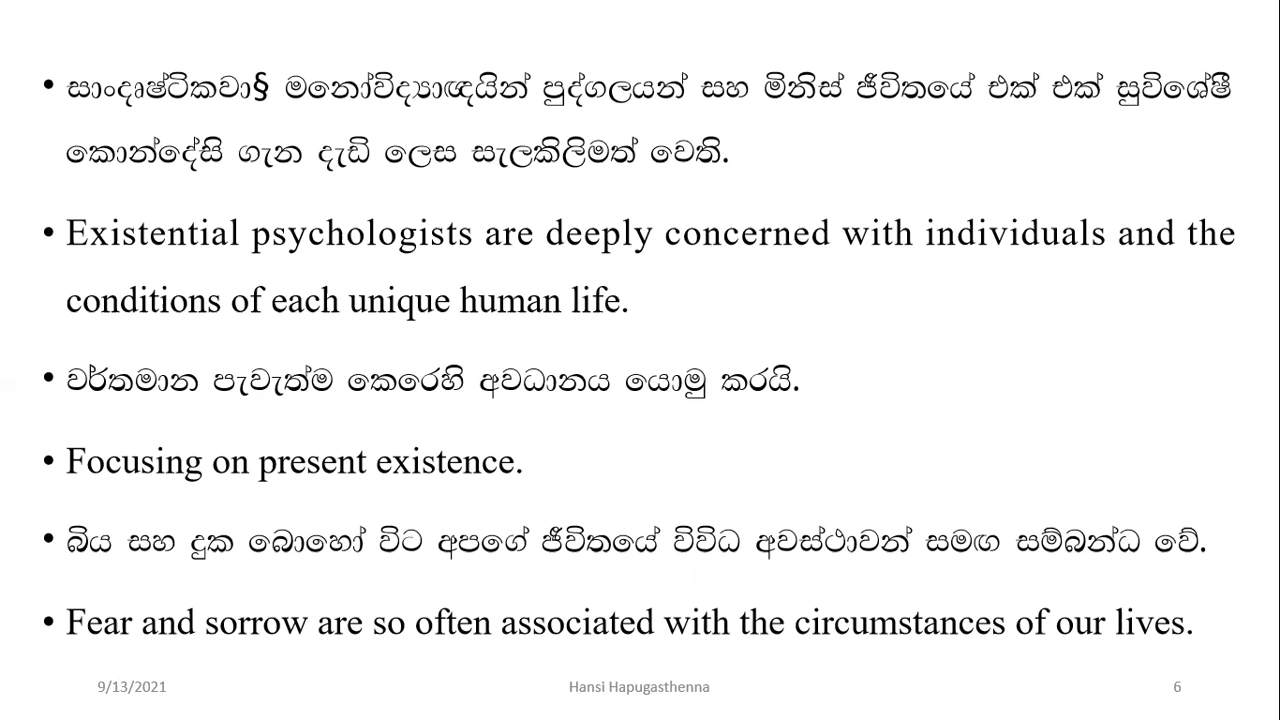 • සාංදෘෂ්ටිකවා§ මනෝවිද්‍යාඥයින් පුද්ගලයන් සහ මිනිස් ජීවිතයේ එක් එක් සුවිශේෂී
කොන්දේසි ගැන දැඩි ලෙස සැලකිලිමත් වෙති.
• Existential psychologists are deeply concerned with individuals and the
conditions of each unique human life.
• වර්තමාන පැවැත්ම කෙරෙහි අවධානය යොමු කරයි.
• Focusing on present existence.
• බිය සහ දුක බොහෝ විට අපගේ ජීවිතයේ විවිධ අවස්ථාවන් සමඟ සම්බන්ධ වේ.
• Fear and sorrow are so often associated with the circumstances of our lives.
9/13/2021 Hansi Hapugasthenna 6